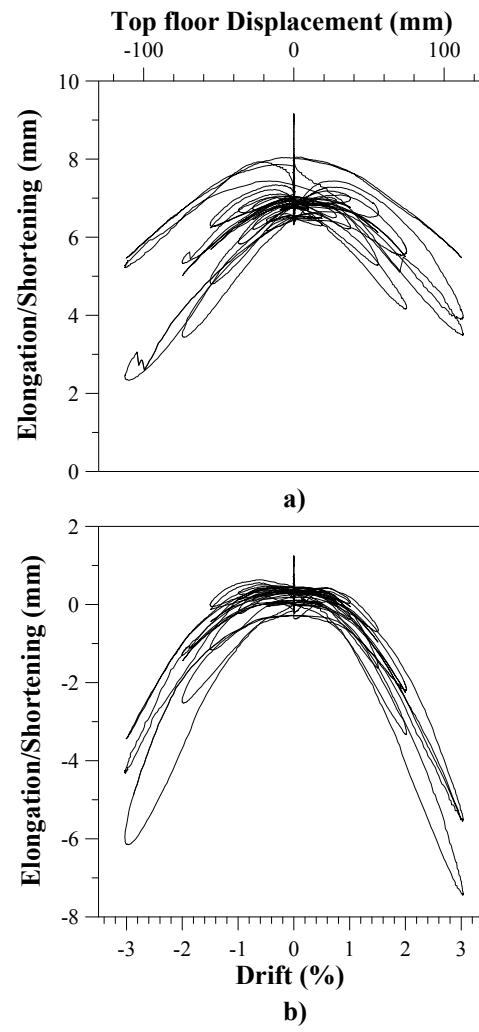 Top floor Displacement (mm)
-100 0 100
10
8
6
4
2
0
Elongation/Shortening (mm)
a)
2
0
-2
-4
-6
-8
Elongation/Shortening (mm)
-3 -2 -1 0 1 2 3
Drift (%)
b)